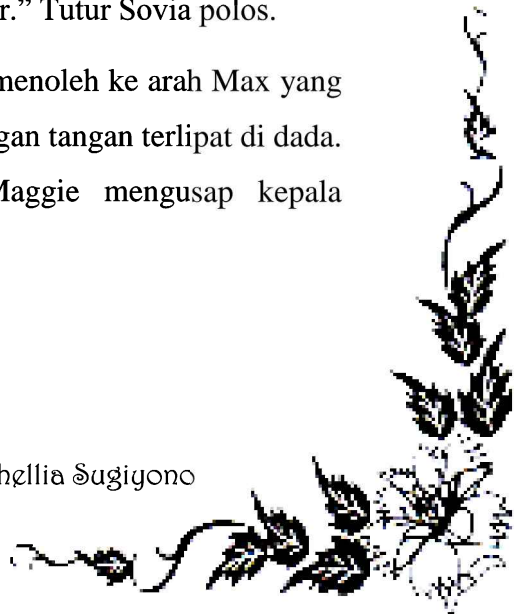 r.” Tutur Sovia polos.
menoleh ke arah Max yang
gan tangan terlipat di dada.
Maggie mengusap kepala
hellia Sugiyono